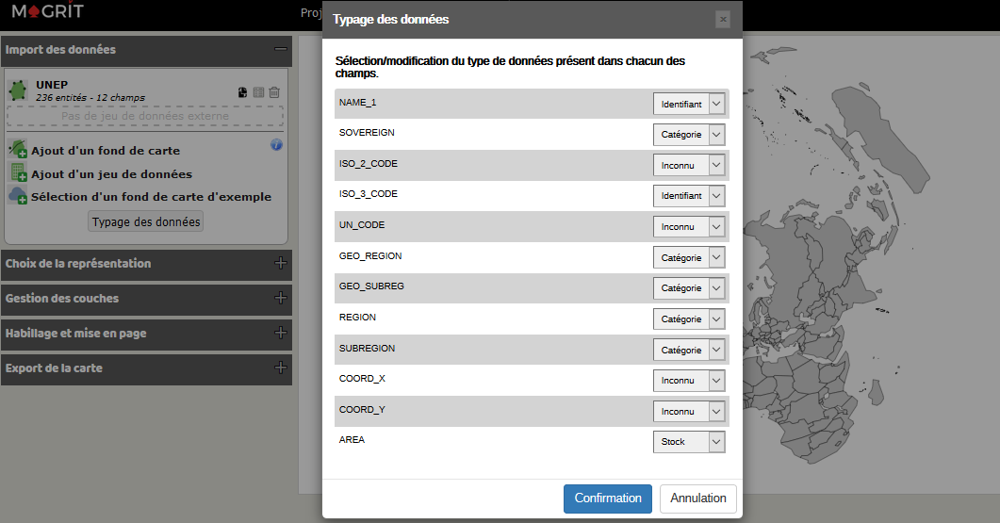 MAGRIT
Proj
Typage des données
Import des données
UNEP
236 entités - 12 champs
Pas de jeu de données externe
Ajout d'un fond de carte
Ajout d'un jeu de données
Sélection d'un fond de carte d'exemple
Typage des données
Choix de la représentation
Gestion des couches
Habillage et mise en page
Export de la carte
Sélection/modification du type de données présent dans chacun des
champs.
NAME_1 Identifiant
SOVEREIGN Catégorie
ISO_2_CODE Inconnu
ISO_3_CODE Identifiant
UN_CODE Inconnu
GEO_REGION Catégorie
GEO_SUBREG Catégorie
REGION Catégorie
SUBREGION Catégorie
COORD_X Inconnu
COORD_Y Inconnu
AREA Stock
Confirmation Annulation